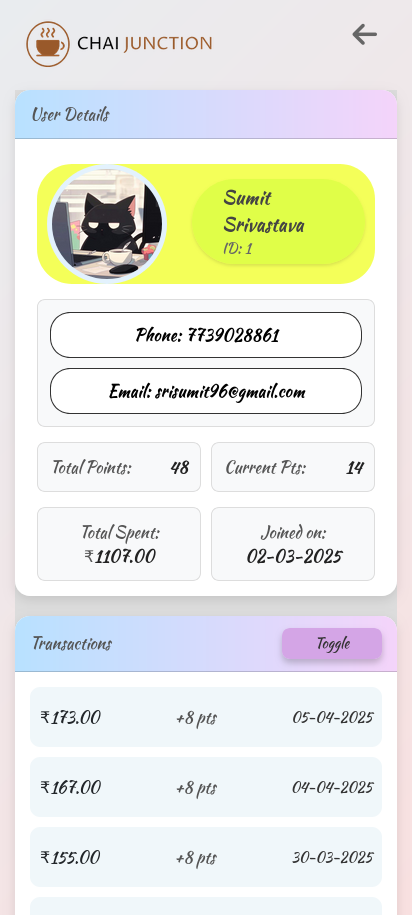 CHAI JUNCTION
User Details
Sumit
Srivastava
ID: 1
Phone: 7739028861
Email: srisumit96@gmail.com
Total Points: 48
Current Pts: 14
Total Spent:
₹1107.00
Joined on:
02-03-2025
Transactions
Toggle
₹173.00 +8 pts 05-04-2025
₹167.00 +8 pts 04-04-2025
₹155.00 +8 pts 30-03-2025